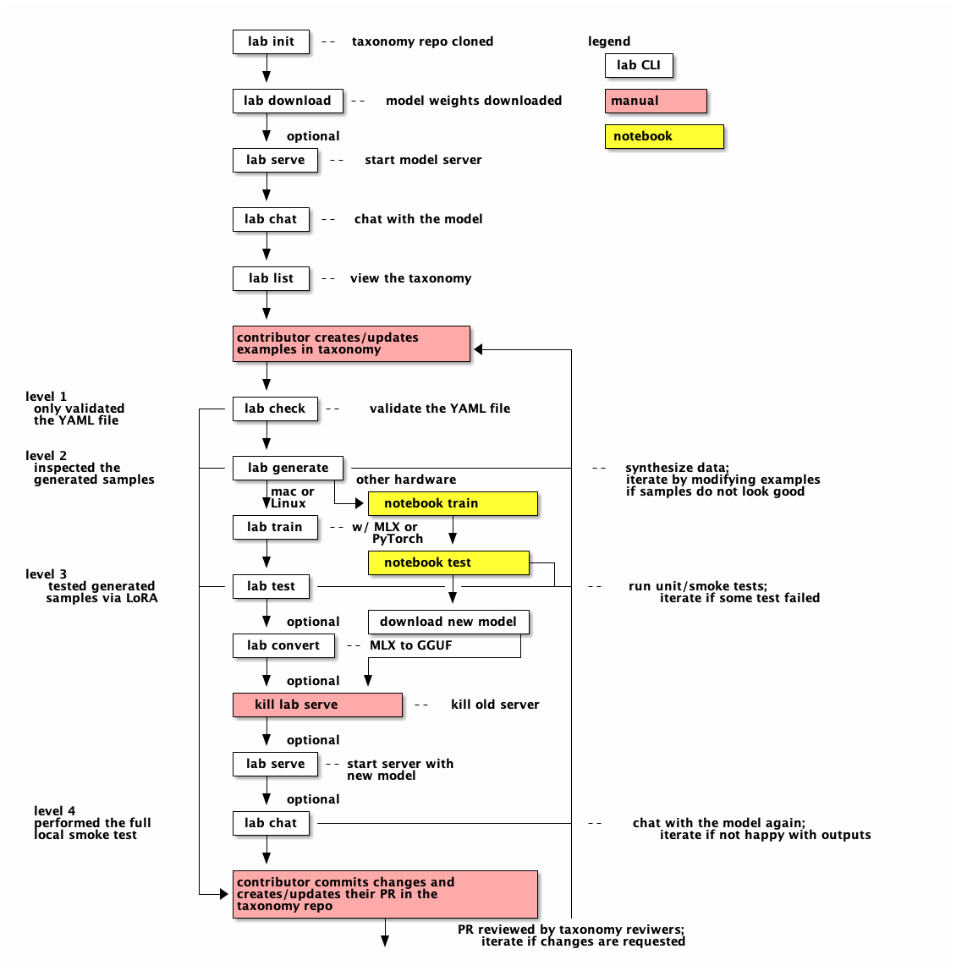 lab init -- taxonomy repo cloned
legend
lab CLI
lab download -- model weights downloaded
manual
optional
notebook
lab serve -- start model server
lab chat -- chat with the model
lab list -- view the taxonomy
contributor creates/updates
examples in taxonomy
level 1
only validated
the YAML file
lab check -- validate the YAML file
level 2
inspected the
generated samples
lab generate
-- synthesize data;
iterate by modifying examples
if samples do not look good
other hardware
mac or
Linux
notebook train
lab train -- w/ MLX or
PyTorch
notebook test
level 3
tested generated
samples via LoRA
lab test
-- run unit/smoke tests;
iterate if some test failed
optional
download new model
lab convert -- MLX to GGUF
optional
kill lab serve -- kill old server
optional
lab serve -- start server with
new model
optional
level 4
performed the full
local smoke test
lab chat
-- chat with the model again;
iterate if not happy with outputs
contributor commits changes and
creates/updates their PR in the
taxonomy repo
PR reviewed by taxonomy reviwers;
iterate if changes are requested